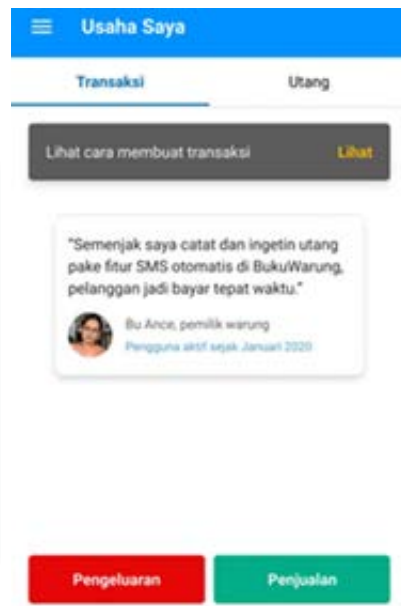 Usaha Saya
Transaksi Utang
Lihat cara membuat transaksi Lihat
"Semenjak saya catat dan ingetin utang
pake fitur SMS otomatis di BukuWarung,
pelanggan jadi bayar tepat waktu."
Bu Ance, pemilik warung
Pengguna aktif sejak Januari 2020
Pengeluaran Penjualan